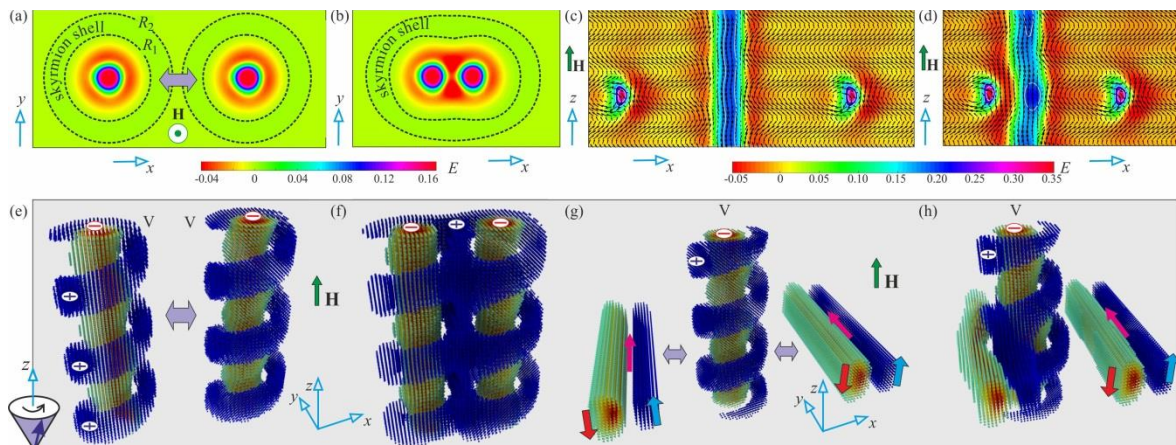 (a)
skyrmion shell
R2
R1
H
y
x
(b)
skyrmion shell
y
x
(c)
H
z
x
(d)
H
z
x
-0.04 0 0.04 0.08 0.12 0.16 E
-0.05 0.05 0.10 0.15 0.20 0.25 0.30 0.35 E
(e)
V
V
H
z
z
y
x
(f)
(g)
V
H
z
y
x
(h)
V